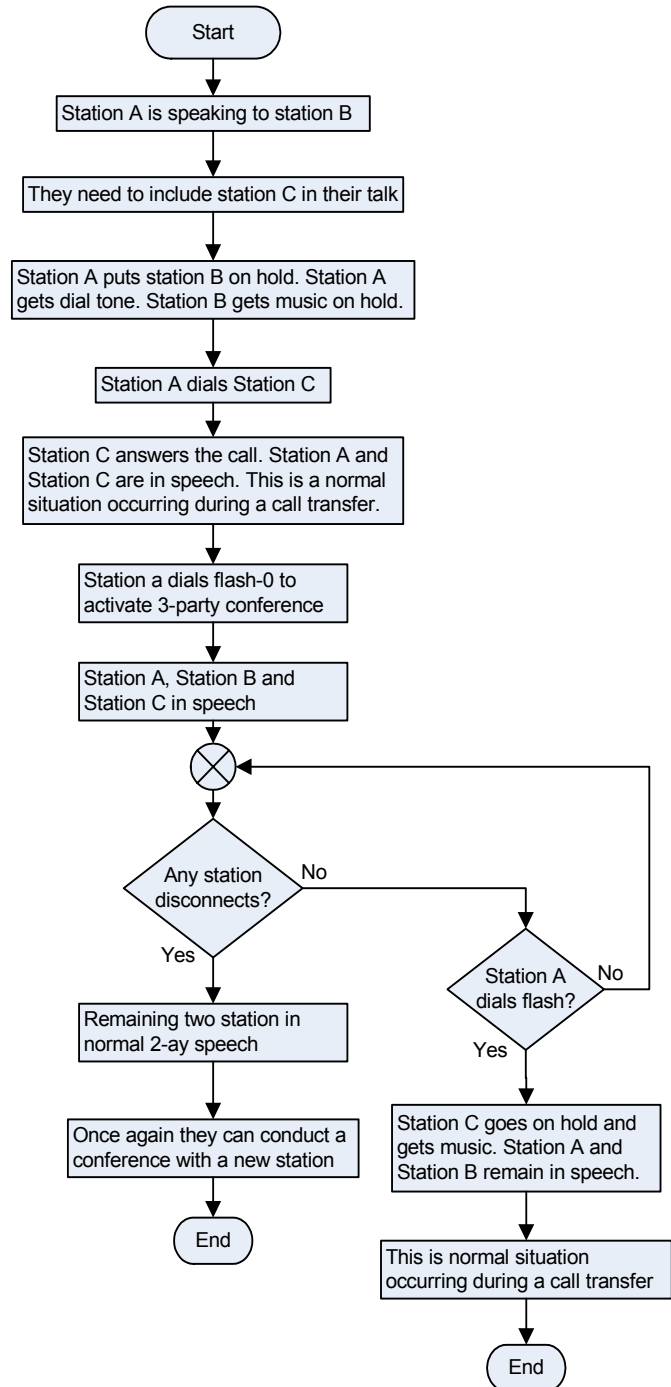 Start
Station A is speaking to station B
They need to include station C in their talk
Station A puts station B on hold. Station A
gets dial tone. Station B gets music on hold.
Station A dials Station C
Station C answers the call. Station A and
Station C are in speech. This is a normal
situation occurring during a call transfer.
Station a dials flash-0 to
activate 3-party conference
Station A, Station B and
Station C in speech
Any station
disconnects?
No
Yes
Station A
dials flash?
No
Yes
Remaining two station in
normal 2-ay speech
Once again they can conduct a
conference with a new station
End
Station C goes on hold and
gets music. Station A and
Station B remain in speech.
This is normal situation
occurring during a call transfer
End